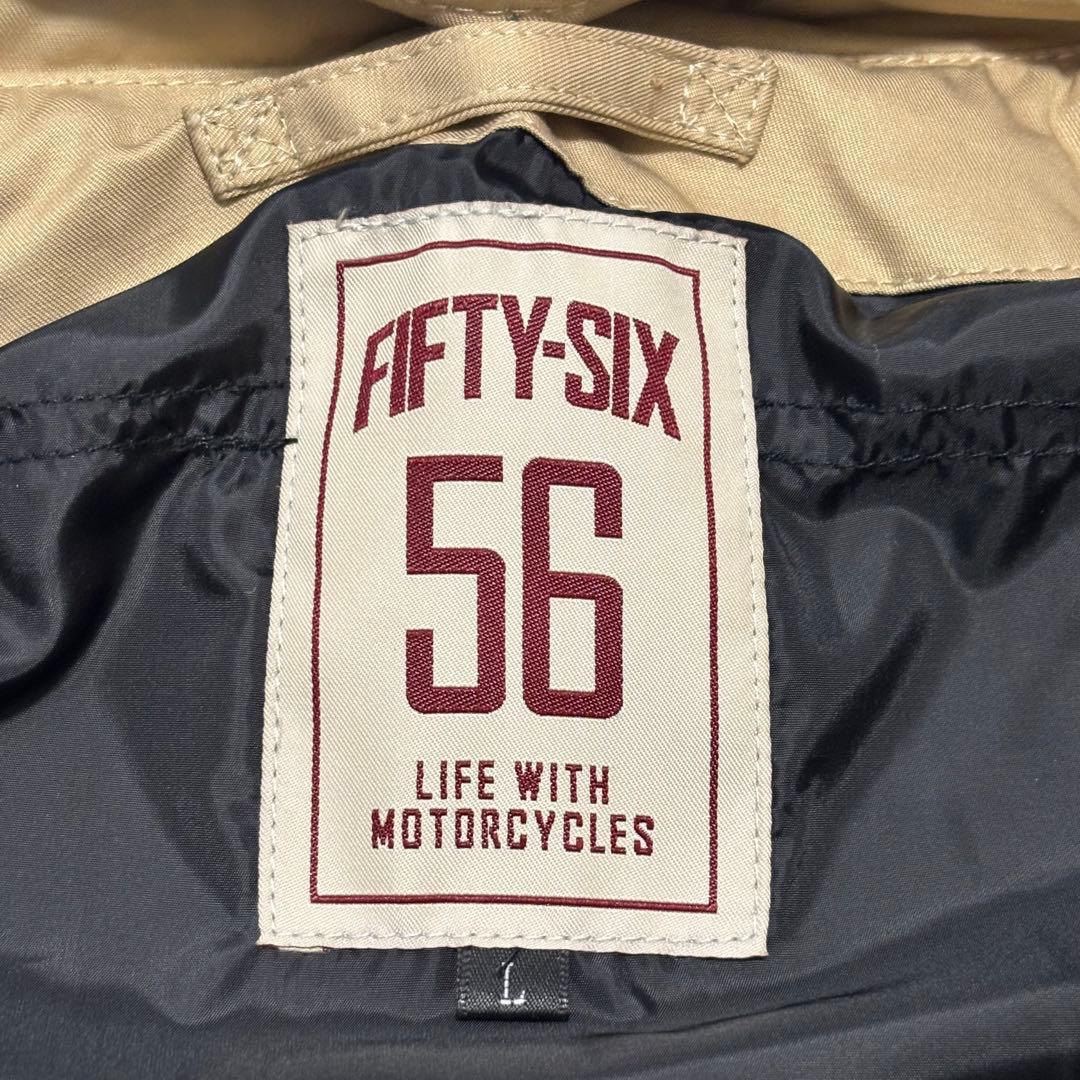 FIFTY-SIX
56
LIFE WITH
MOTORCYCLES
L